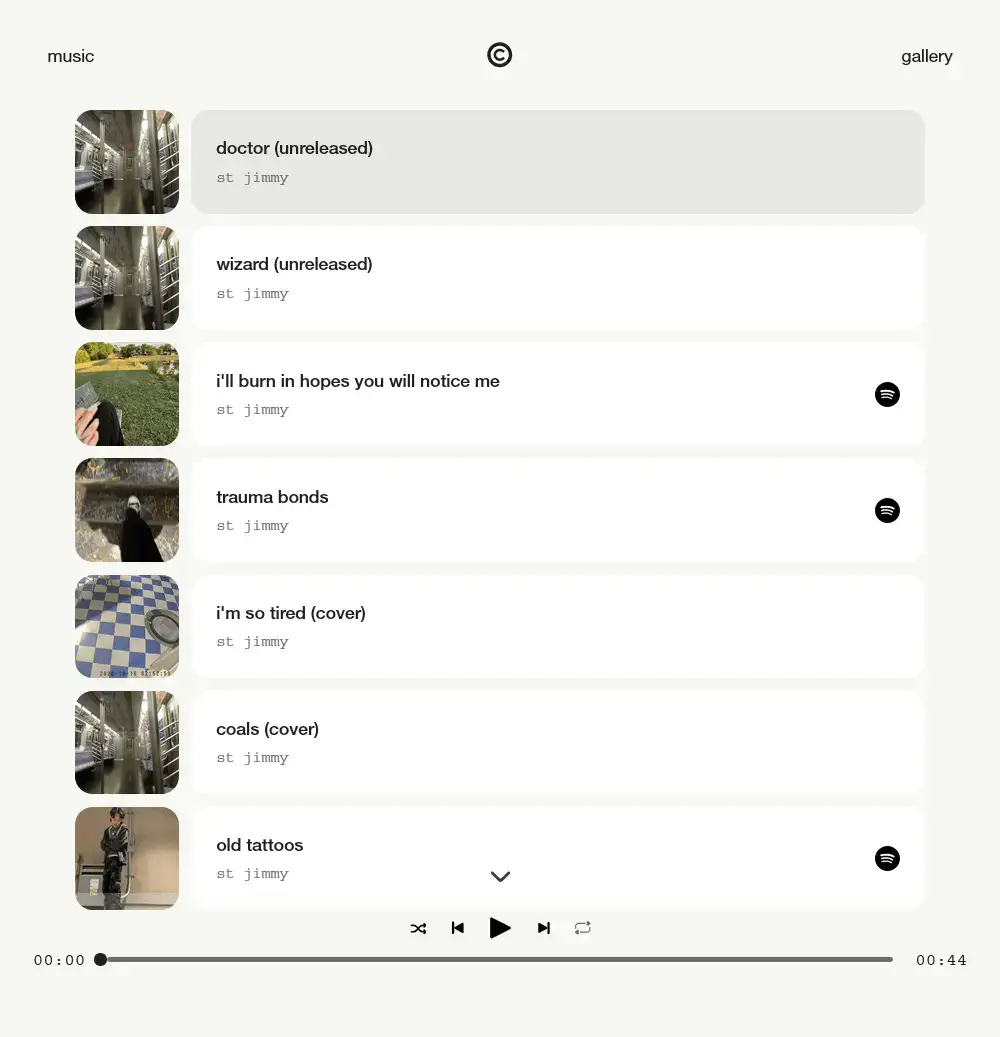 music
©
gallery
doctor (unreleased)
st jimmy
wizard (unreleased)
st jimmy
i'll burn in hopes you will notice me
st jimmy
trauma bonds
st jimmy
i'm so tired (cover)
st jimmy
coals (cover)
st jimmy
old tattoos
st jimmy
00:00
00:44